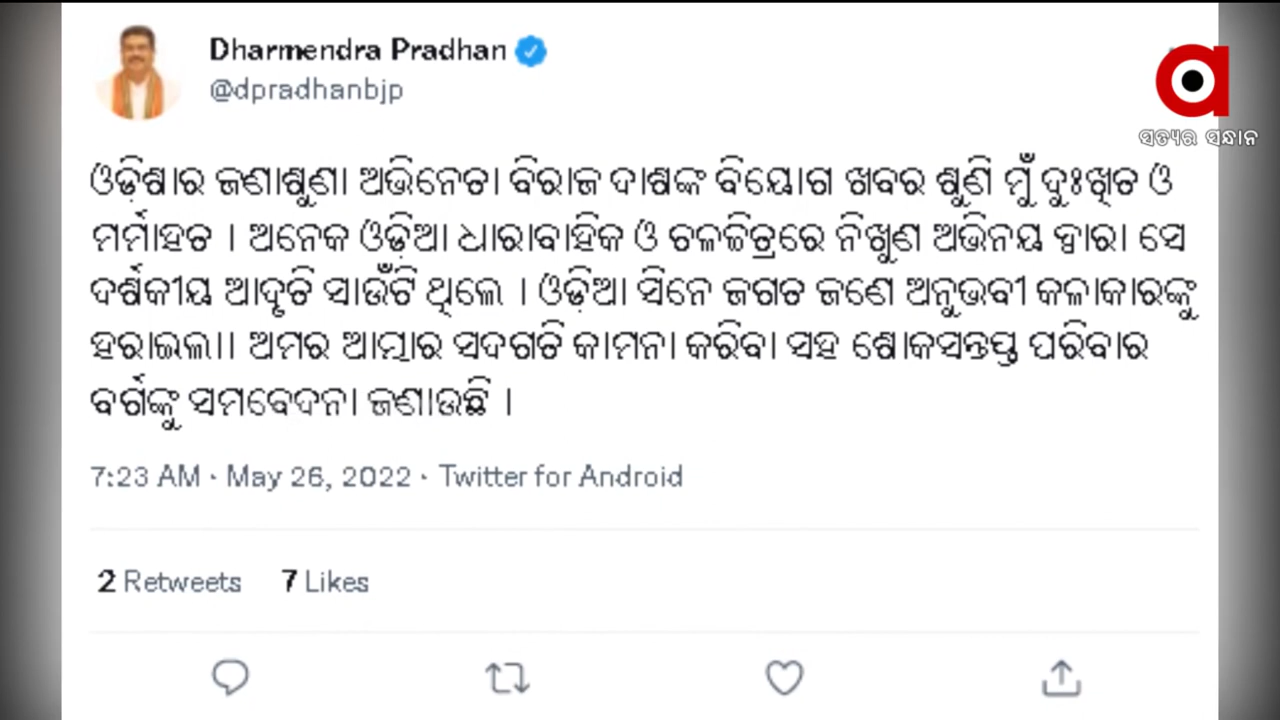 Dharmendra Pradhan
@dpradhanbjp
ସତ୍ୟର ସନ୍ଧାନ
ଓଡ଼ିଶାର ଜଣାଶୁଣା ଅଭିନେତା ବିରାଜ ଦାଶଙ୍କ ବିୟୋଗ ଖବର ଶୁଣି ମୁଁ ଦୁଃଖିତ ଓ
ମର୍ମାହତ । ଅନେକ ଓଡ଼ିଆ ଧାରାବାହିକ ଓ ଚଳଚ୍ଚିତ୍ରରେ ନିଖୁଣ ଅଭିନୟ ଦ୍ବାରା ସେ
ଦର୍ଶକୀୟ ଆଦୃତି ସାଉଁଟି ଥିଲେ । ଓଡ଼ିଆ ସିନେ ଜଗତ ଜଣେ ଅନୁଭବୀ କଳାକାରଙ୍କୁ
ହରାଇଲା। ଅମର ଆତ୍ମାର ସଦଗତି କାମନା କରିବା ସହ ଶୋକସନ୍ତପ୍ତ ପରିବାର
ବର୍ଗଙ୍କୁ ସମବେଦନା ଜଣାଉଛି ।
7:23 AM · May 26, 2022 · Twitter for Android
2 Retweets 7 Likes